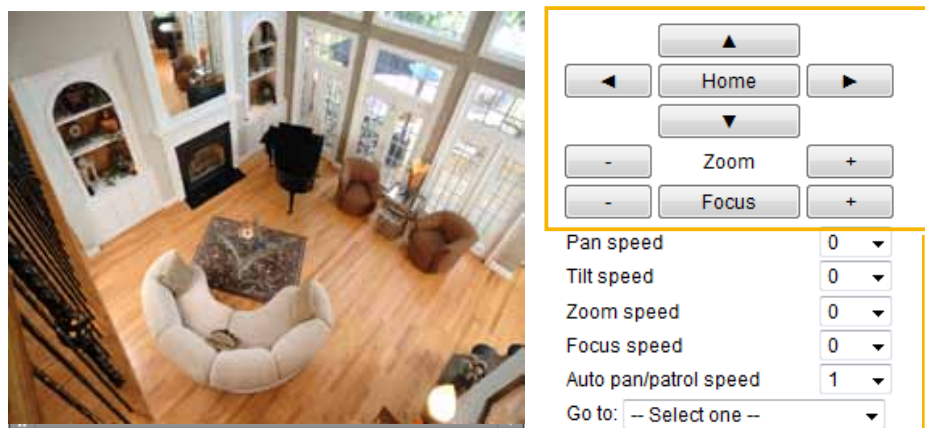 ▲
◄ Home ►
▼
- Zoom +
- Focus +
Pan speed 0
Tilt speed 0
Zoom speed 0
Focus speed 0
Auto pan/patrol speed 1
Go to: -- Select one --